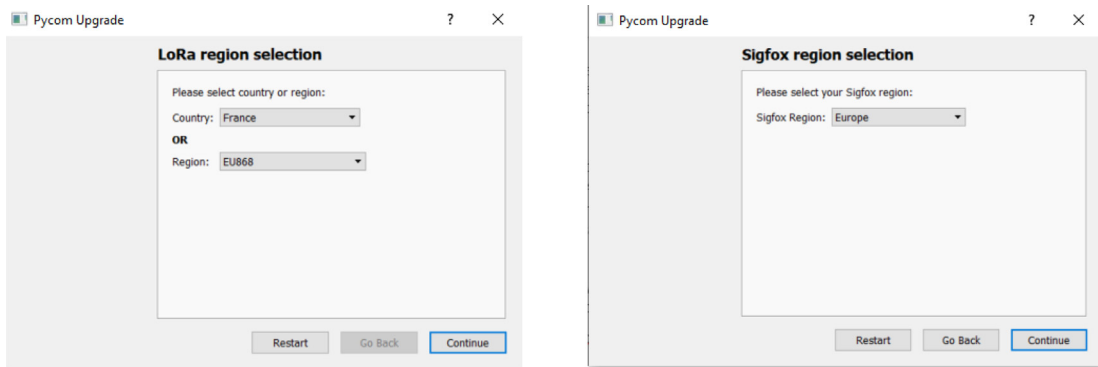 Pycom Upgrade ? ×
LoRa region selection
Please select country or region:
Country: France
OR
Region: EU868
Restart Go Back Continue
Pycom Upgrade ? ×
Sigfox region selection
Please select your Sigfox region:
Sigfox Region: Europe
Restart Go Back Continue